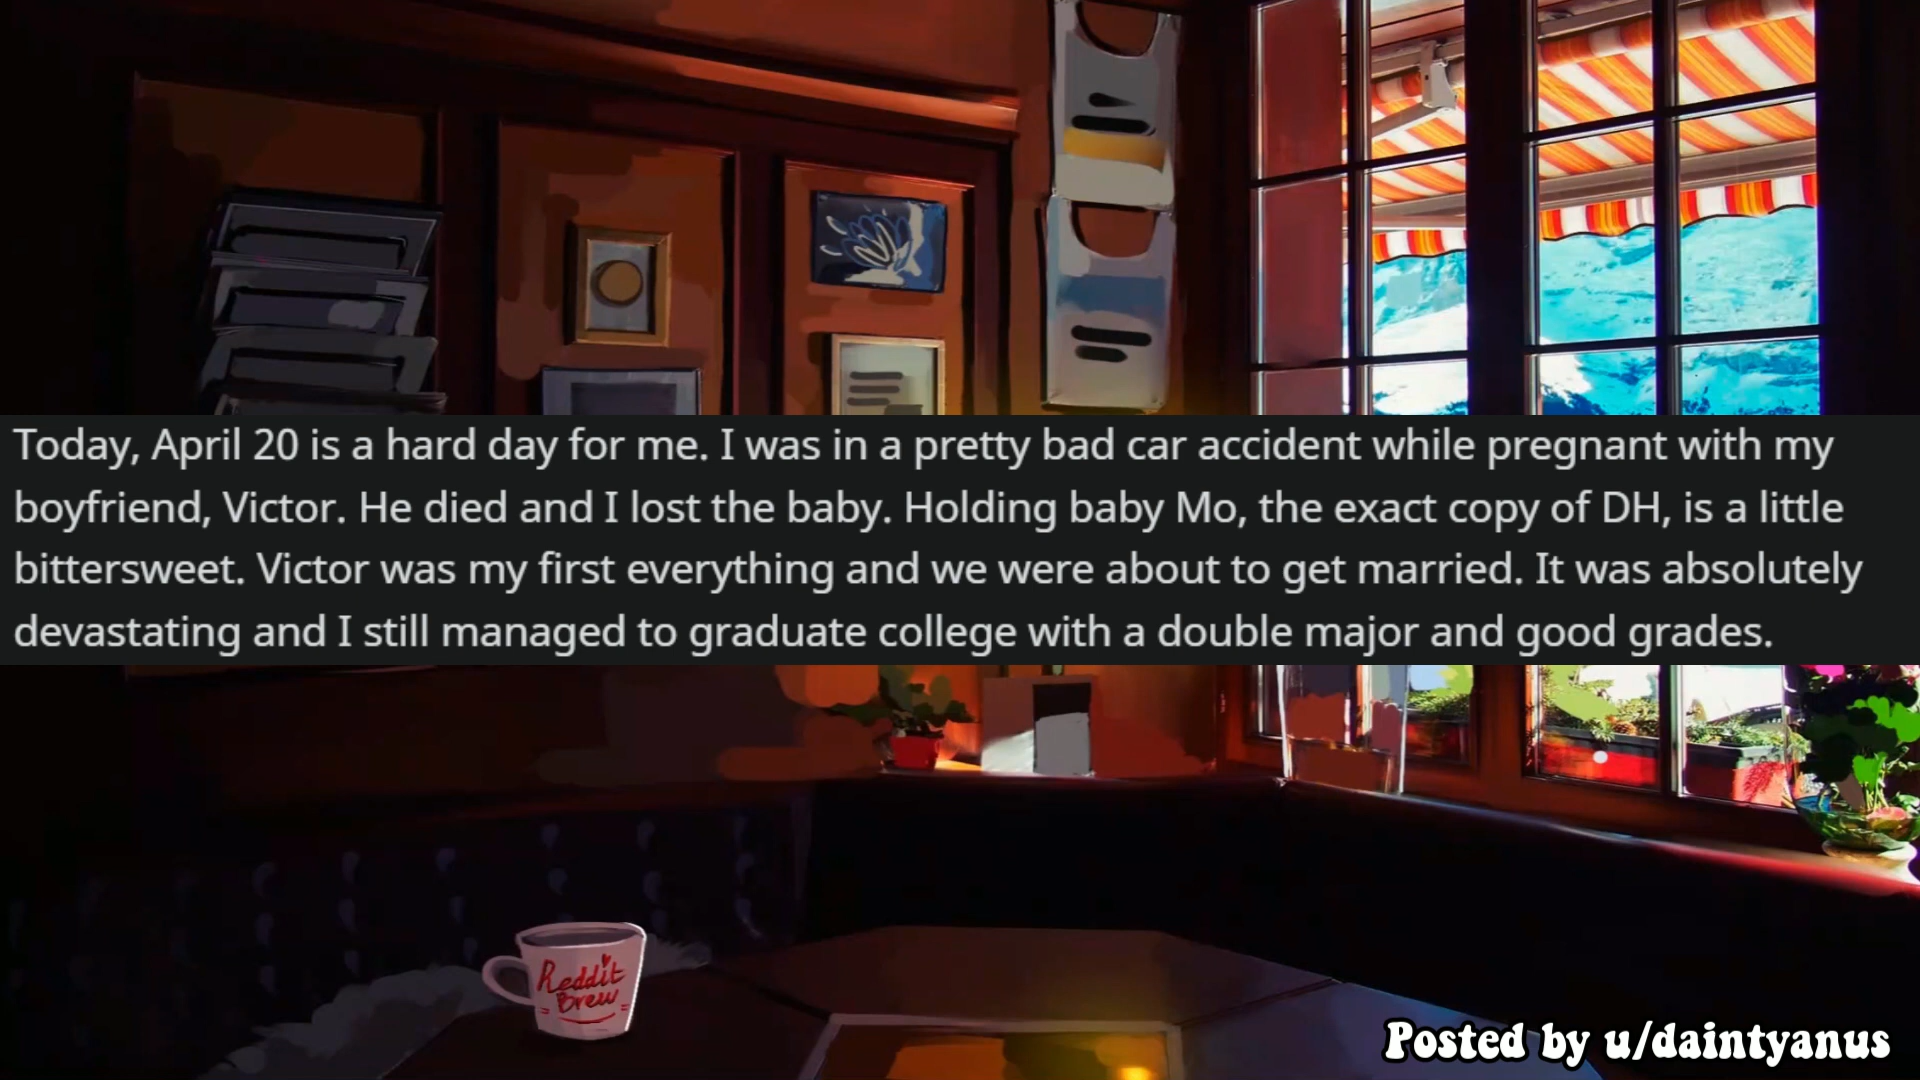 Today, April 20 is a hard day for me. I was in a pretty bad car accident while pregnant with my
boyfriend, Victor. He died and I lost the baby. Holding baby Mo, the exact copy of DH, is a little
bittersweet. Victor was my first everything and we were about to get married. It was absolutely
devastating and I still managed to graduate college with a double major and good grades.
Reddit
Brew
Posted by u/daintyanus